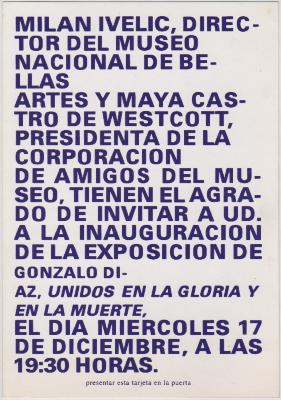 MILAN IVELIC, DIREC-
TOR DEL MUSEO
NACIONAL DE BE-
LLAS
ARTES Y MAYA CAS-
TRO DE WESTCOTT,
PRESIDENTA DE LA
CORPORACION
DE AMIGOS DEL MU-
SEO, TIENEN EL AGRA-
DO DE INVITAR A UD.
A LA INAUGURACION
DE LA EXPOSICION DE
GONZALO DI-
AZ, UNIDOS EN LA GLORIA Y
EN LA MUERTE,
EL DIA MIERCOLES 17
DE DICIEMBRE, A LAS
19:30 HORAS.
presentar esta tarjeta en la puerta